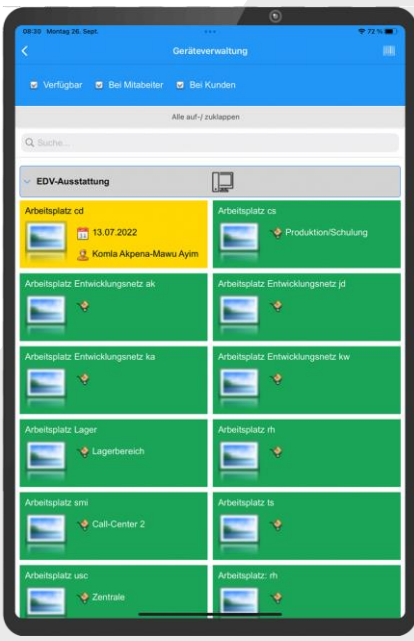 08:20 Montag 26. Sept.
72 %
Geräteverwaltung
Verfügbar
Bei Mitabeiter
Bei Kunden
Alle auf-/ zuklappen
Suche...
EDV-Ausstattung
Arbeitsplatz cd
13.07.2022
Komla Akpena-Mawu Ayim
Arbeitsplatz cs
Produktion/Schulung
Arbeitsplatz Entwicklungsnetz ak
Arbeitsplatz Entwicklungsnetz jd
Arbeitsplatz Entwicklungsnetz ka
Arbeitsplatz Entwicklungsnetz kw
Arbeitsplatz Lager
Lagerbereich
Arbeitsplatz rh
Arbeitsplatz smi
Call-Center 2
Arbeitsplatz ts
Arbeitsplatz usc
Zentrale
Arbeitsplatz: rh